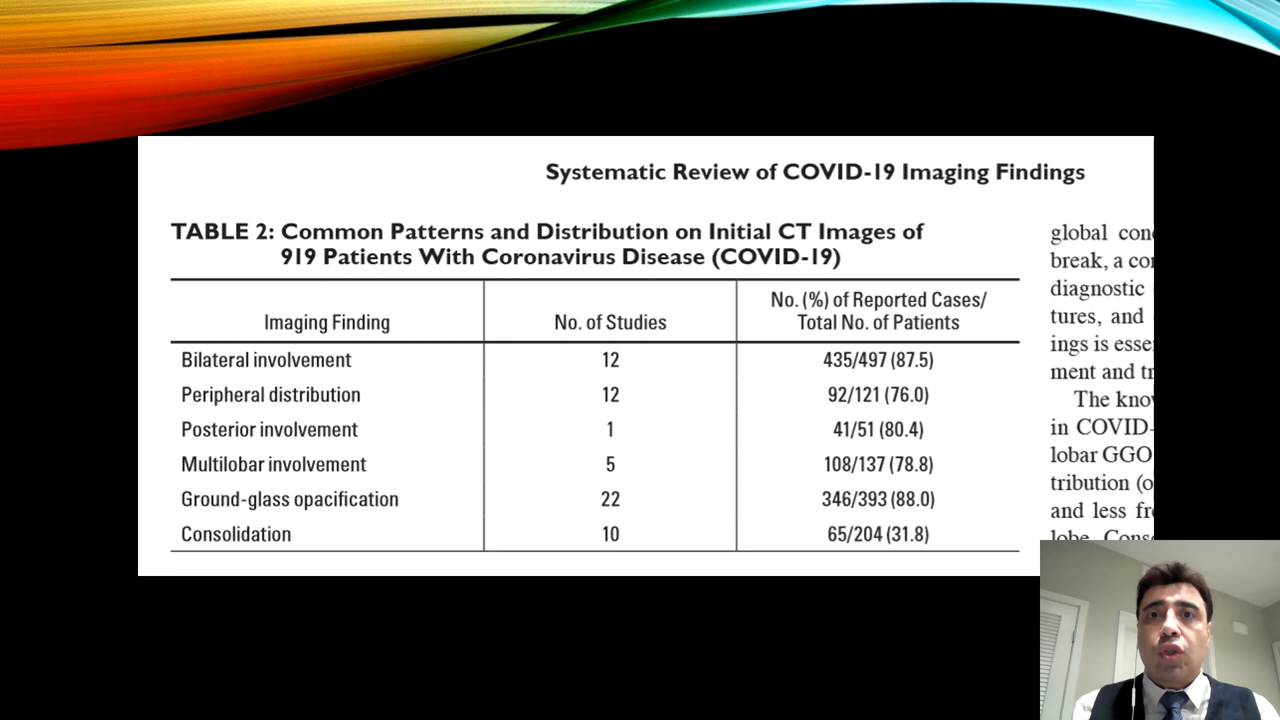 Systematic Review of COVID-19 Imaging Findings
TABLE 2: Common Patterns and Distribution on Initial CT Images of
919 Patients With Coronavirus Disease (COVID-19)
Imaging Finding No. of Studies No. (%) of Reported Cases/
Total No. of Patients
Bilateral involvement 12 435/497 (87.5)
Peripheral distribution 12 92/121 (76.0)
Posterior involvement 1 41/51 (80.4)
Multilobar involvement 5 108/137 (78.8)
Ground-glass opacification 22 346/393 (88.0)
Consolidation 10 65/204 (31.8)
global
break, a
diagnostic
tures, and
ings is
ment and
The
in COVID-
lobar GGO
tribution
and less
lobe.